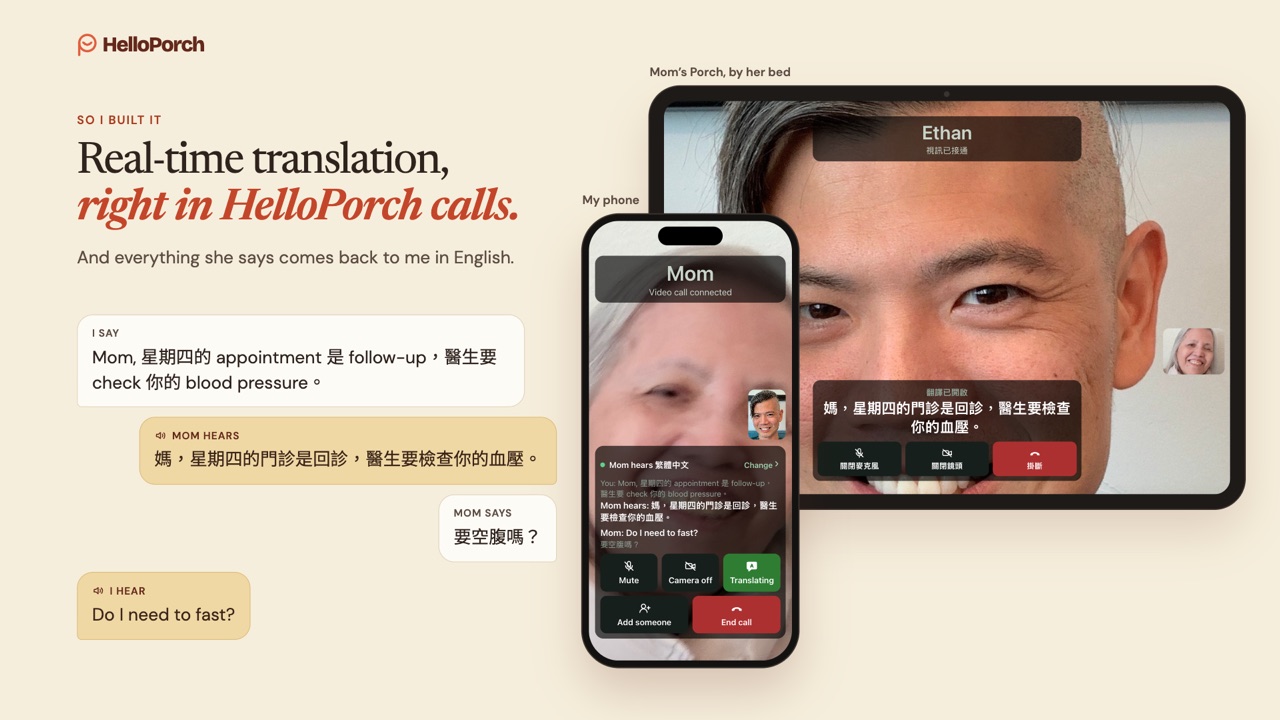 HelloPorch
SO I BUILT IT
Real-time translation,
right in HelloPorch calls.
And everything she says comes back to me in English.
I SAY
Mom, 星期四的 appointment 是 follow-up，醫生要
check 你的 blood pressure。
MOM HEARS
媽，星期四的門診是回診，醫生要檢查你的血壓。
MOM SAYS
要空腹嗎？
I HEAR
Do I need to fast?
Mom's Porch, by her bed
Ethan
視訊已接通
翻譯已開啟
媽，星期四的門診是回診，醫生要檢查
你的血壓。
關閉麥克風
關閉鏡頭
掛斷
My phone
Mom
Video call connected
Mom hears 繁體中文
Change
You: Mom, 星期四的 appointment 是 follow-up，
醫生要 check 你的 blood pressure。
Mom hears: 媽，星期四的門診是回診，醫生
要檢查你的血壓。
Mom: Do I need to fast?
要空腹嗎？
Mute
Camera off
Translating
Add someone
End call